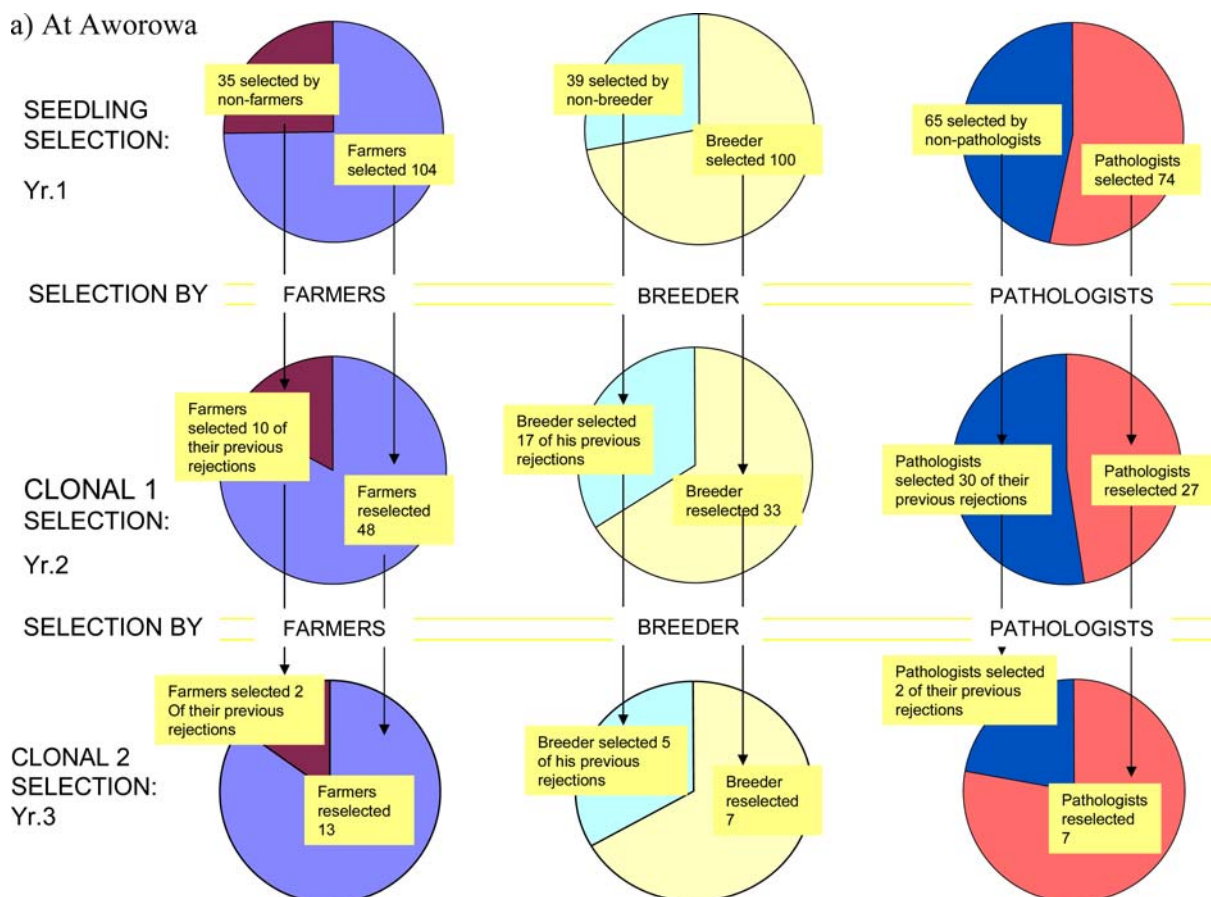 a) At Aworowa
SEEDLING
SELECTION:
Yr.1
35 selected by
non-farmers
Farmers
selected 104
39 selected by
non-breeder
Breeder
selected 100
65 selected by
non-pathologists
Pathologists
selected 74
SELECTION BY
FARMERS
BREEDER
PATHOLOGISTS
CLONAL 1
SELECTION:
Yr.2
Farmers
selected 10 of
their previous
rejections
Farmers
reselected
48
Breeder selected
17 of his previous
rejections
Breeder
reselected 33
Pathologists
selected 30 of their
previous rejections
Pathologists
reselected 27
SELECTION BY
FARMERS
BREEDER
PATHOLOGISTS
CLONAL 2
SELECTION:
Yr.3
Farmers selected 2
Of their previous
rejections
Farmers
reselected
13
Breeder selected 5
of his previous
rejections
Breeder
reselected
7
Pathologists selected
2 of their previous
rejections
Pathologists
reselected
7